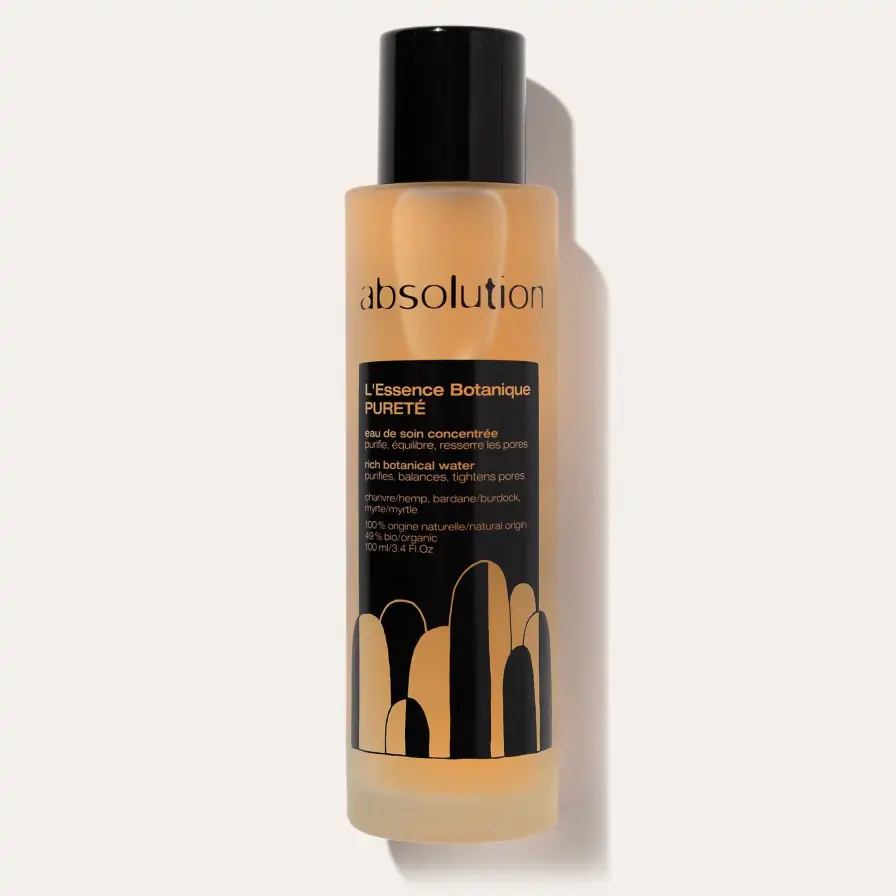 absolution
L'Essence Botanique
PURETÉ
eau de soin concentrée
purifie, équilibre, resserre les pores
rich botanical water
purifies, balances, tightens pores
chanvre/hemp, bardane/burdock,
myrte/myrtle
100% origine naturelle/natural origin
49% bio/organic
100 ml/3.4 Fl.Oz